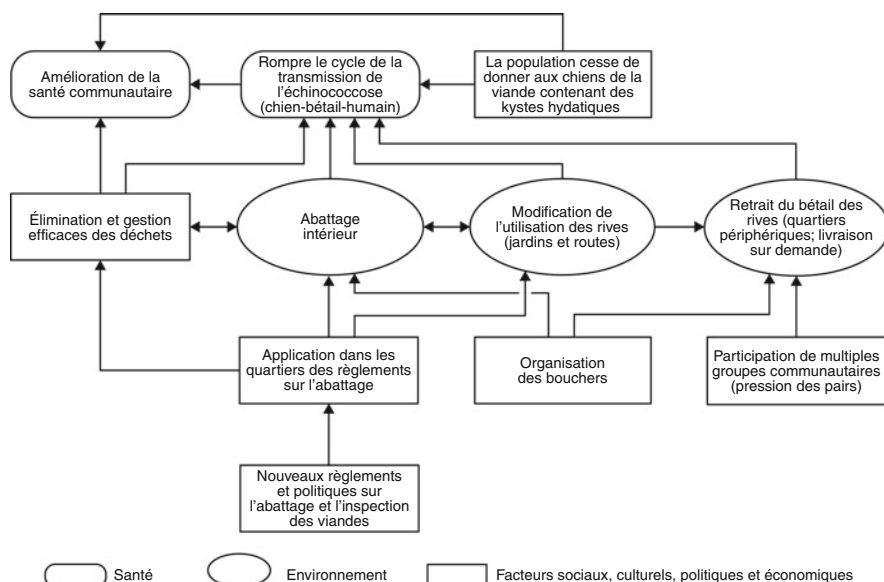 Amélioration de la
santé communautaire
Rompre le cycle de la
transmission de
l’échinococcose
(chien-bétail-humain)
La population cesse de
donner aux chiens de la
viande contenant des
kystes hydatiques
Élimination et gestion
efficaces des déchets
Abattage
intérieur
Modification de
l’utilisation des rives
(jardins et routes)
Retrait du bétail des
rives (quartiers
périphériques; livraison
sur demande)
Application dans les
quartiers des règlements
sur l’abattage
Organisation
des bouchers
Participation de multiples
groupes communautaires
(pression des pairs)
Nouveaux règlements
et politiques sur
l’abattage et l’inspection
des viandes
Santé
Environnement
Facteurs sociaux, culturels, politiques et économiques